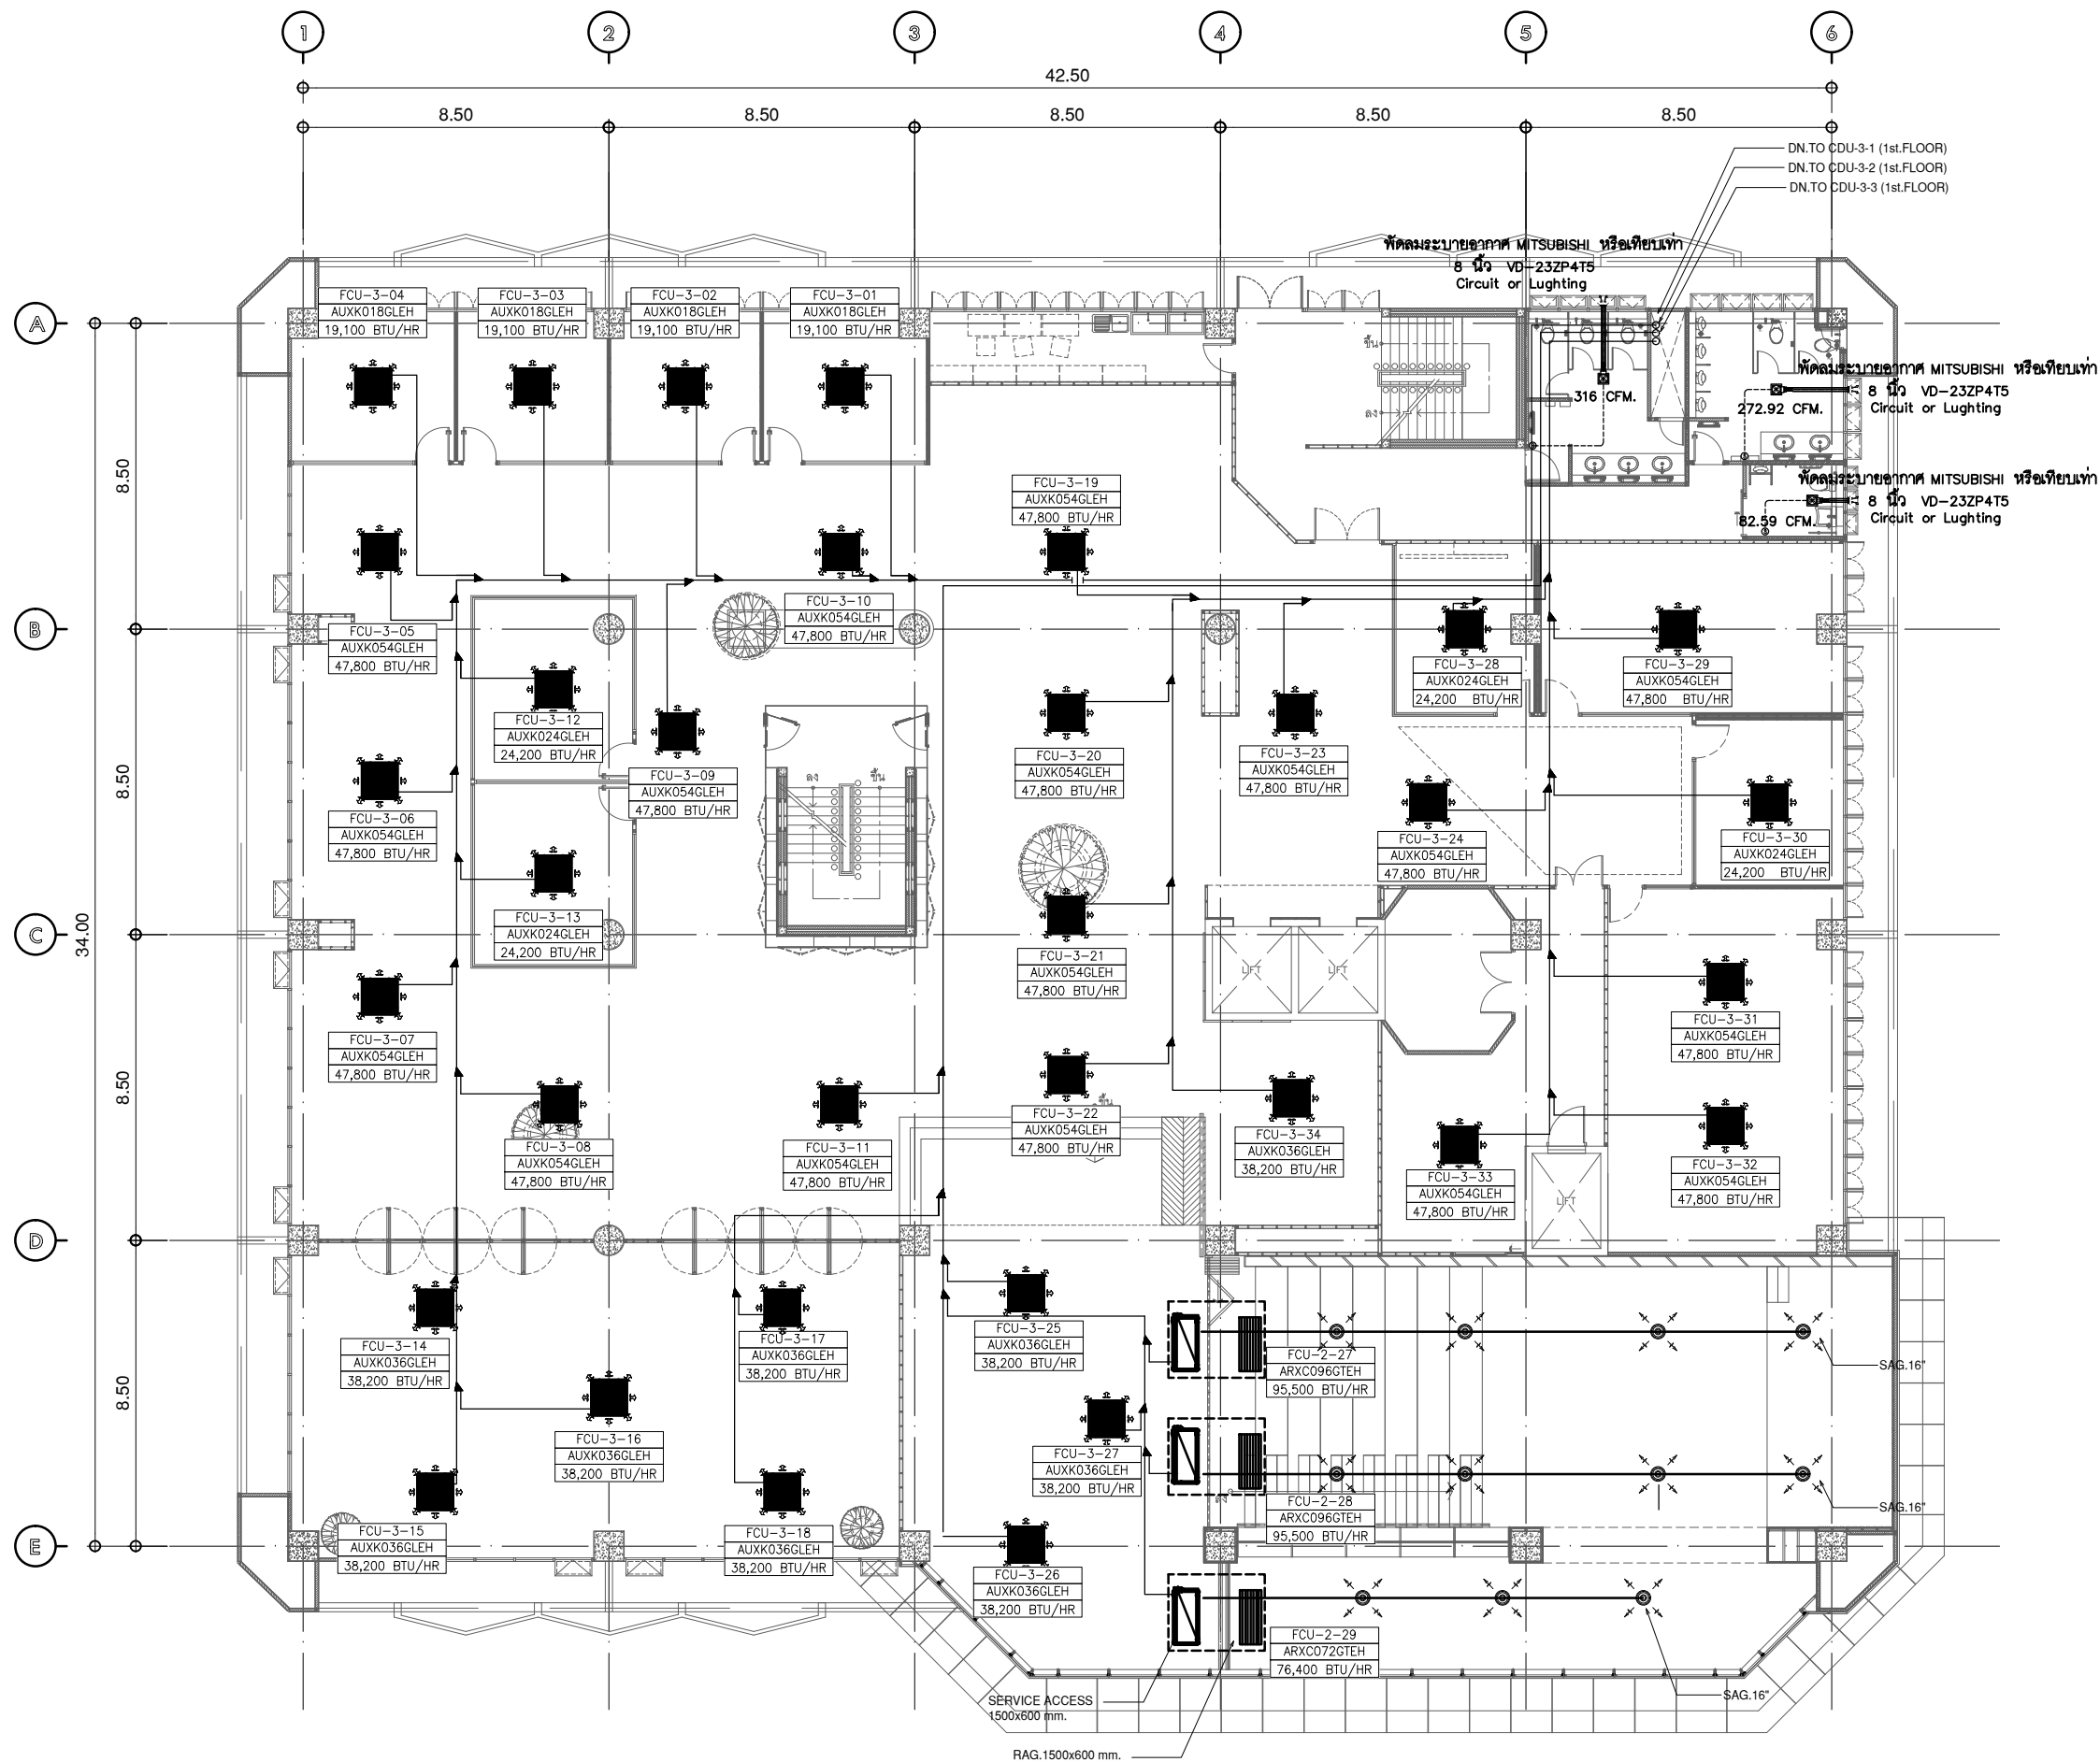 1
2
3
4
5
6
42.50
8.50
8.50
8.50
8.50
8.50
DN.TO CDU-3-1 (1st.FLOOR)
DN.TO CDU-3-2 (1st.FLOOR)
DN.TO CDU-3-3 (1st.FLOOR)
พัดลมระบายอากาศ MITSUBISHI หรือเทียบเท่า
8 นิ้ว VD-23ZP4T5
Circuit or Lughting
A
FCU-3-04
AUXK018GLEH
19,100 BTU/HR
FCU-3-03
AUXK018GLEH
19,100 BTU/HR
FCU-3-02
AUXK018GLEH
19,100 BTU/HR
FCU-3-01
AUXK018GLEH
19,100 BTU/HR
ขึ้น
ลง
316 CFM.
พัดลมระบายอากาศ MITSUBISHI หรือเทียบเท่า
8 นิ้ว VD-23ZP4T5
Circuit or Lughting
272.92 CFM.
พัดลมระบายอากาศ MITSUBISHI หรือเทียบเท่า
8 นิ้ว VD-23ZP4T5
Circuit or Lughting
82.59 CFM.
8.50
FCU-3-19
AUXK054GLEH
47,800 BTU/HR
B
FCU-3-05
AUXK054GLEH
47,800 BTU/HR
FCU-3-10
AUXK054GLEH
47,800 BTU/HR
FCU-3-28
AUXK024GLEH
24,200 BTU/HR
FCU-3-29
AUXK054GLEH
47,800 BTU/HR
FCU-3-12
AUXK024GLEH
24,200 BTU/HR
FCU-3-09
AUXK054GLEH
47,800 BTU/HR
ลง
ขึ้น
FCU-3-20
AUXK054GLEH
47,800 BTU/HR
FCU-3-23
AUXK054GLEH
47,800 BTU/HR
8.50
FCU-3-06
AUXK054GLEH
47,800 BTU/HR
FCU-3-24
AUXK054GLEH
47,800 BTU/HR
FCU-3-30
AUXK024GLEH
24,200 BTU/HR
C
34.00
FCU-3-13
AUXK024GLEH
24,200 BTU/HR
FCU-3-21
AUXK054GLEH
47,800 BTU/HR
LIFT
LIFT
FCU-3-07
AUXK054GLEH
47,800 BTU/HR
FCU-3-31
AUXK054GLEH
47,800 BTU/HR
8.50
ขึ้น
FCU-3-08
AUXK054GLEH
47,800 BTU/HR
FCU-3-11
AUXK054GLEH
47,800 BTU/HR
FCU-3-22
AUXK054GLEH
47,800 BTU/HR
FCU-3-34
AUXK036GLEH
38,200 BTU/HR
FCU-3-33
AUXK054GLEH
47,800 BTU/HR
LIFT
FCU-3-32
AUXK054GLEH
47,800 BTU/HR
D
FCU-3-14
AUXK036GLEH
38,200 BTU/HR
FCU-3-17
AUXK036GLEH
38,200 BTU/HR
FCU-3-25
AUXK036GLEH
38,200 BTU/HR
FCU-2-27
ARXC096GTEH
95,500 BTU/HR
SAG.16"
8.50
FCU-3-16
AUXK036GLEH
38,200 BTU/HR
FCU-3-27
AUXK036GLEH
38,200 BTU/HR
FCU-2-28
ARXC096GTEH
95,500 BTU/HR
SAG.16"
E
FCU-3-15
AUXK036GLEH
38,200 BTU/HR
FCU-3-18
AUXK036GLEH
38,200 BTU/HR
FCU-3-26
AUXK036GLEH
38,200 BTU/HR
FCU-2-29
ARXC072GTEH
76,400 BTU/HR
SAG.16"
SERVICE ACCESS
1500x600 mm.
RAG.1500x600 mm.